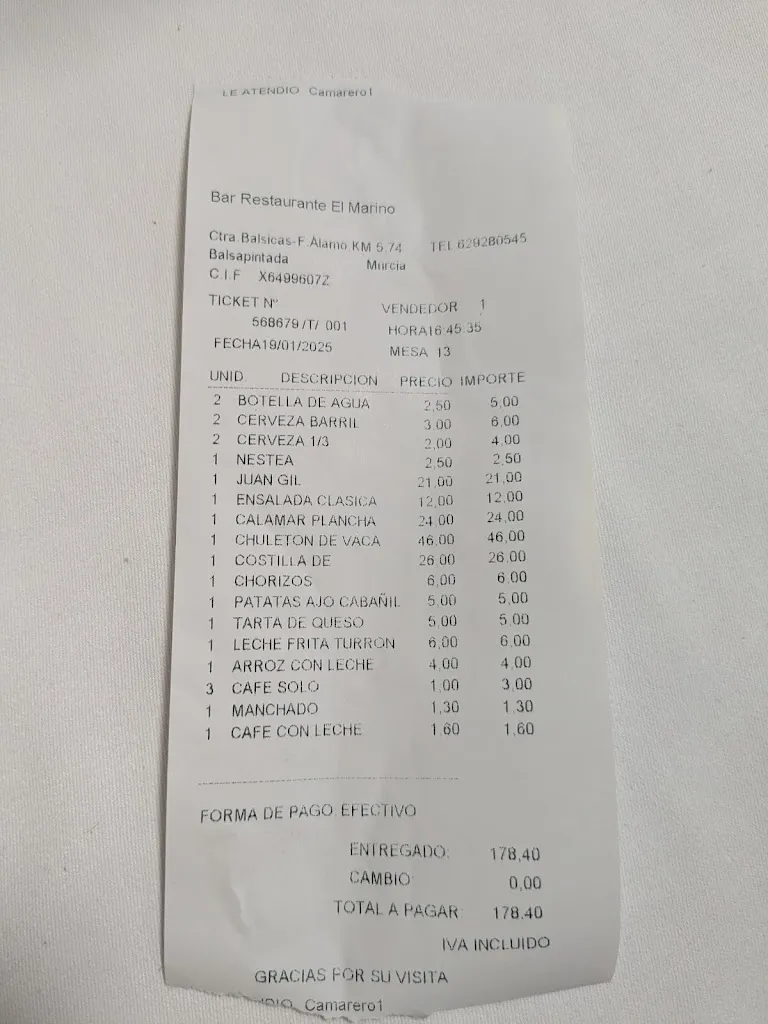 LE ATENDIO Camarero1
Bar Restaurante El Marino
Ctra.Balsicas-F.Alamo,KM 5,74 TEL 629280545
Balsapintada Murcia
C.I.F X6499607Z
TICKET Nº VENDEDOR 1
568679 /T/ 001 HORA16:45:35
FECHA19/01/2025 MESA 13
UNID. DESCRIPCION PRECIO IMPORTE
2 BOTELLA DE AGUA 2,50 5,00
2 CERVEZA BARRIL 3,00 6,00
2 CERVEZA 1/3 2,00 4,00
1 NESTEA 2,50 2,50
1 JUAN GIL 21,00 21,00
1 ENSALADA CLASICA 12,00 12,00
1 CALAMAR PLANCHA 24,00 24,00
1 CHULETON DE VACA 46,00 46,00
1 COSTILLA DE 26,00 26,00
1 CHORIZOS 6,00 6,00
1 PATATAS AJO CABAÑIL 5,00 5,00
1 TARTA DE QUESO 5,00 5,00
1 LECHE FRITA TURRON 6,00 6,00
1 ARROZ CON LECHE 4,00 4,00
3 CAFE SOLO 1,00 3,00
1 MANCHADO 1,30 1,30
1 CAFE CON LECHE 1,60 1,60
FORMA DE PAGO: EFECTIVO
ENTREGADO: 178,40
CAMBIO: 0,00
TOTAL A PAGAR: 178,40
IVA INCLUIDO
GRACIAS POR SU VISITA
Camarero1